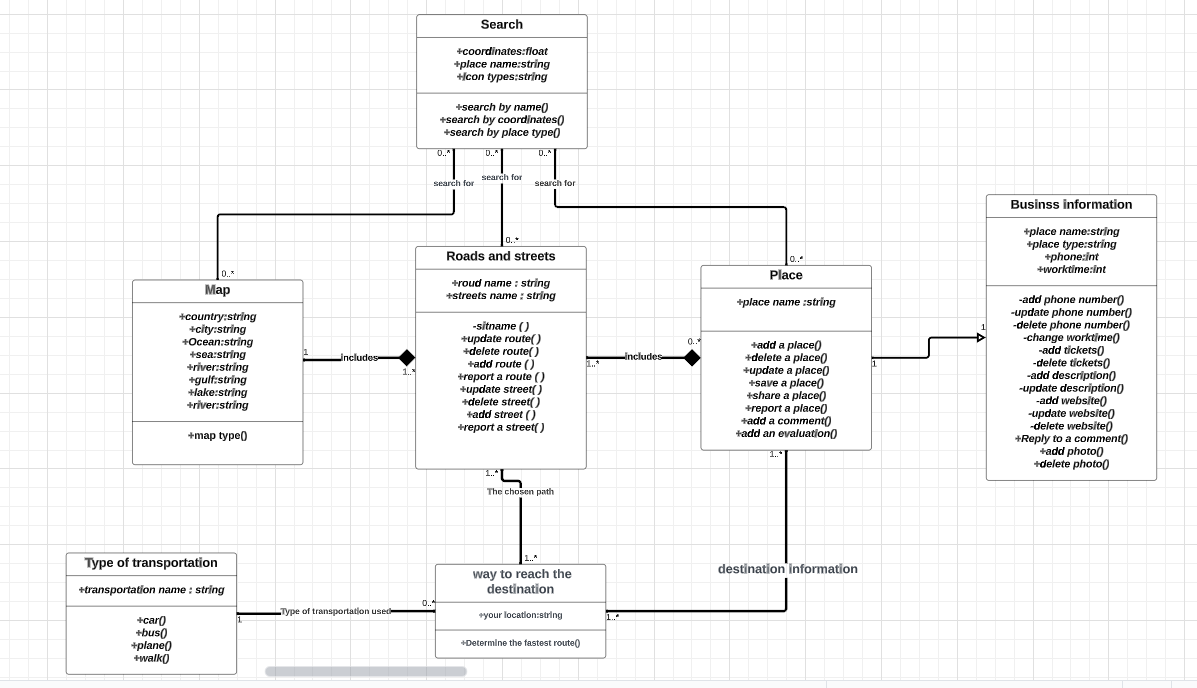 Search
+coordinates:float
+place name:string
+icon types:string
+search by name()
+search by coordinates()
+search by place type()
0..*
0..*
0..*
search for
search for
search for
0..*
0..*
0..*
Map
+country:string
+city:string
+Ocean:string
+sea:string
+river:string
+gulf:string
+lake:string
+river:string
+map type()
1
Includes
1..*
Roads and streets
+roud name : string
+streets name ; string
-sitname ( )
+update route( )
+delete route( )
+add route ( )
+report a route ( )
+update street( )
+delete street( )
+add street ( )
+report a street( )
1..*
Includes
0..*
Place
+place name :string
+add a place()
+delete a place()
+update a place()
+save a place()
+share a place()
+report a place()
+add a comment()
+add an evaluation()
1
1
Businss information
+place name:string
+place type:string
+phone:int
+worktime:int
-add phone number()
-update phone number()
-delete phone number()
-change worktime()
-add tickets()
-delete tickets()
-add description()
-update description()
-add website()
-update website()
-delete website()
+Reply to a comment()
+add photo()
+delete photo()
1..*
The chosen path
1..*
1..*
destination information
1..*
Type of transportation
+transportation name : string
+car()
+bus()
+plane()
+walk()
1
Type of transportation used
0..*
way to reach the
destination
+your location:string
+Determine the fastest route()